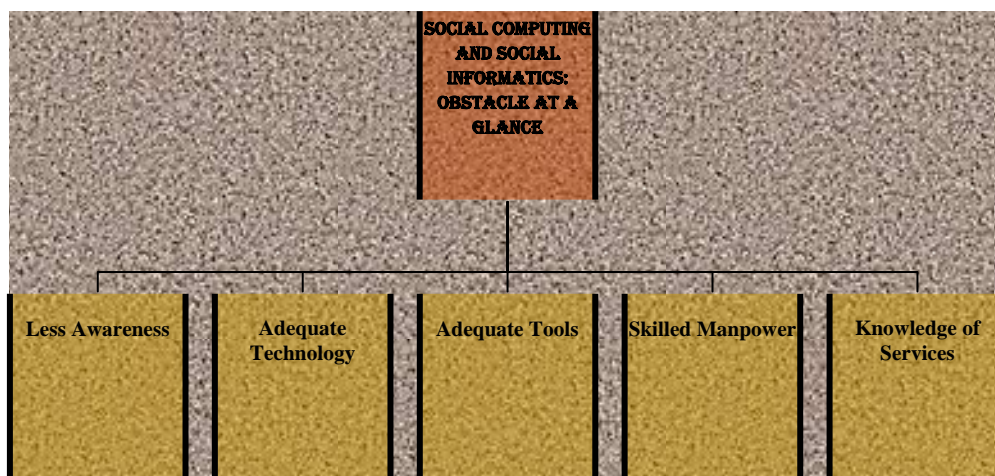 SOCIAL COMPUTING
AND SOCIAL
INFORMATICS:
OBSTACLE AT A
GLANCE
Less Awareness
Adequate
Technology
Adequate Tools
Skilled Manpower
Knowledge of
Services